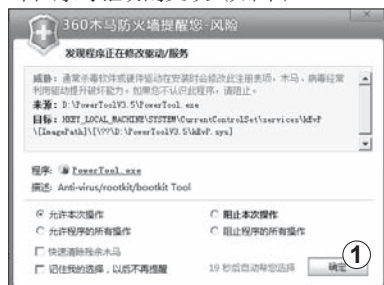 360木马防火墙提醒您-风险
发现程序正在修改驱动/服务
威胁：通常杀毒软件或硬件驱动在安装时会修改此注册表项，木马、病毒经常
利用驱动提升破坏能力。如果您不认识此程序，请阻止。
来源：D:\PowerToolV3.5\PowerTool.exe
目标：HKEY_LOCAL_MACHINE\SYSTEM\CurrentControlSet\services\kEvP
\[ImagePath]\[\??\D:\PowerToolV3.5\kEvP.sys]
程序：PowerTool.exe
描述：Anti-virus/rootkit/bootkit Tool
允许本次操作
阻止本次操作
允许程序的所有操作
阻止程序的所有操作
快速清除残余木马
记住我的选择，以后不再提醒
19 秒后自动帮您选择
确定
1